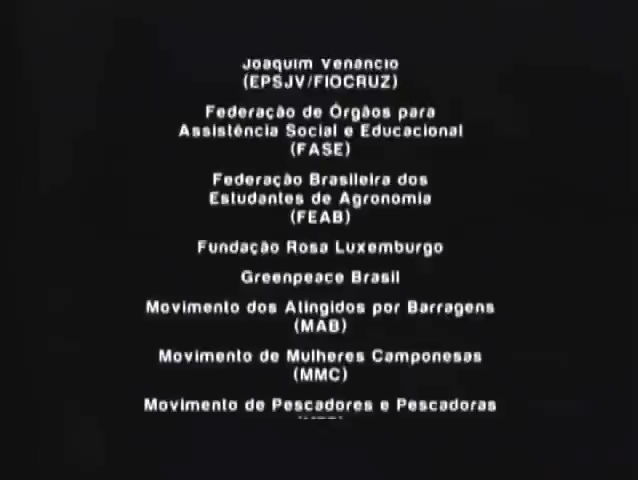 Joaquim Venâncio
(EPSJV/FIOCRUZ)
Federação de Órgãos para
Assistência Social e Educacional
(FASE)
Federação Brasileira dos
Estudantes de Agronomia
(FEAB)
Fundação Rosa Luxemburgo
Greenpeace Brasil
Movimento dos Atingidos por Barragens
(MAB)
Movimento de Mulheres Camponesas
(MMC)
Movimento de Pescadores e Pescadoras